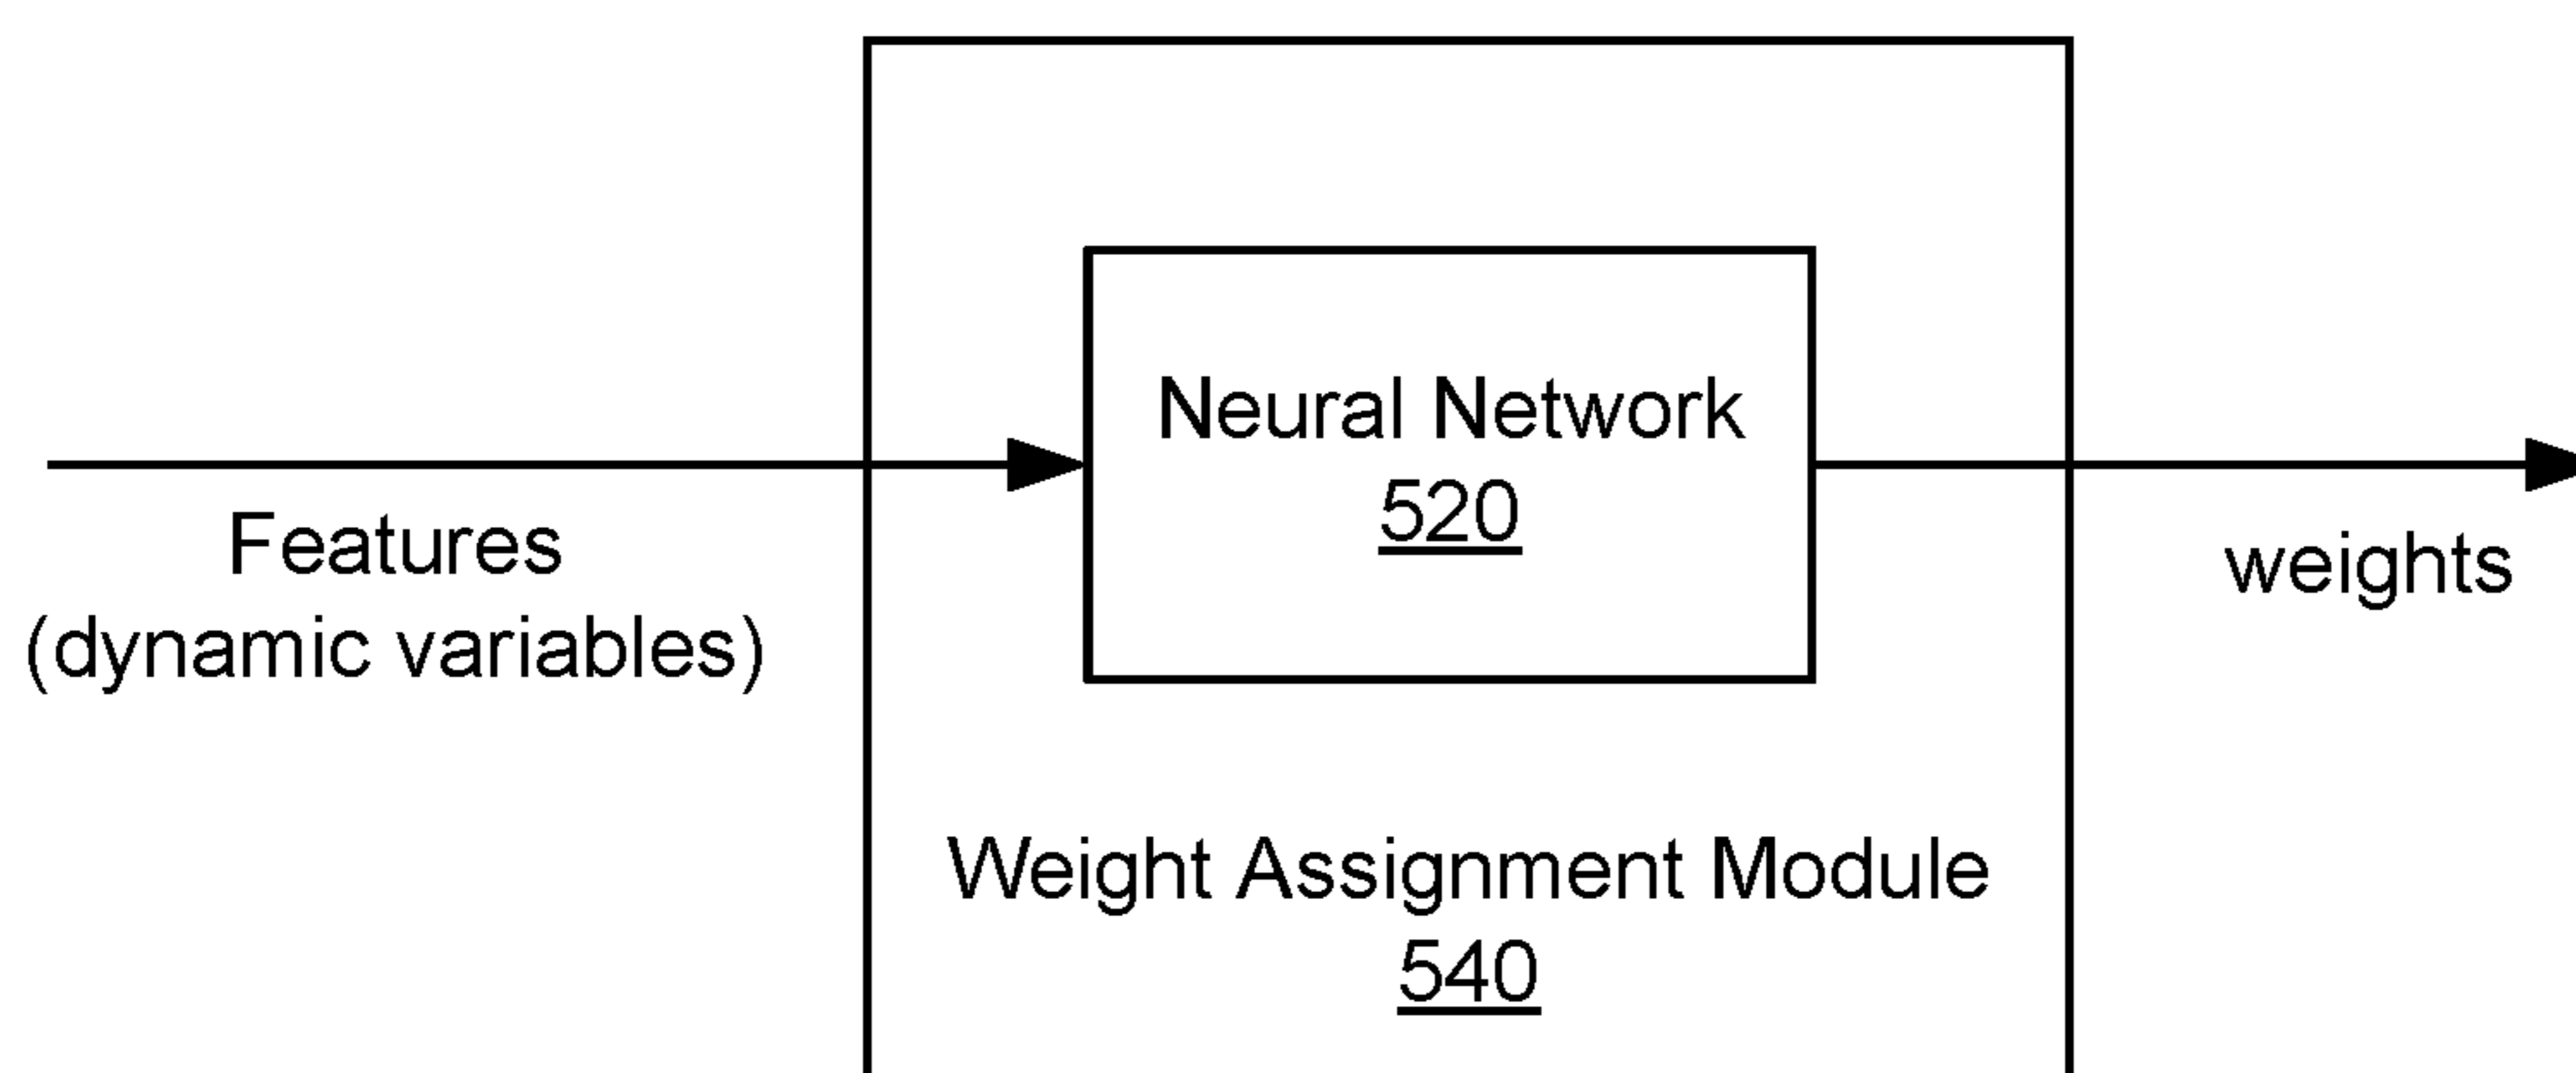 Neural Network
520
Features
(dynamic variables)
weights
Weight Assignment Module
540